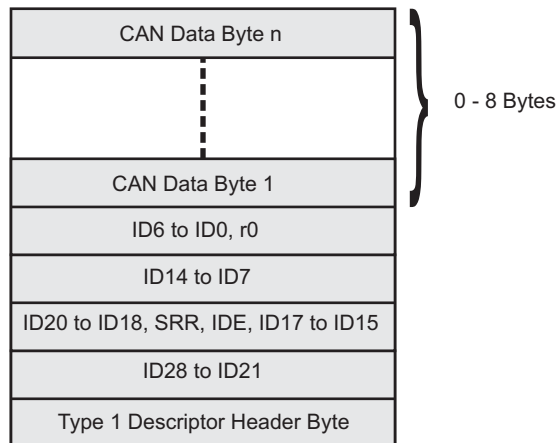 CAN Data Byte n
0 - 8 Bytes
CAN Data Byte 1
ID6 to ID0, r0
ID14 to ID7
ID20 to ID18, SRR, IDE, ID17 to ID15
ID28 to ID21
Type 1 Descriptor Header Byte